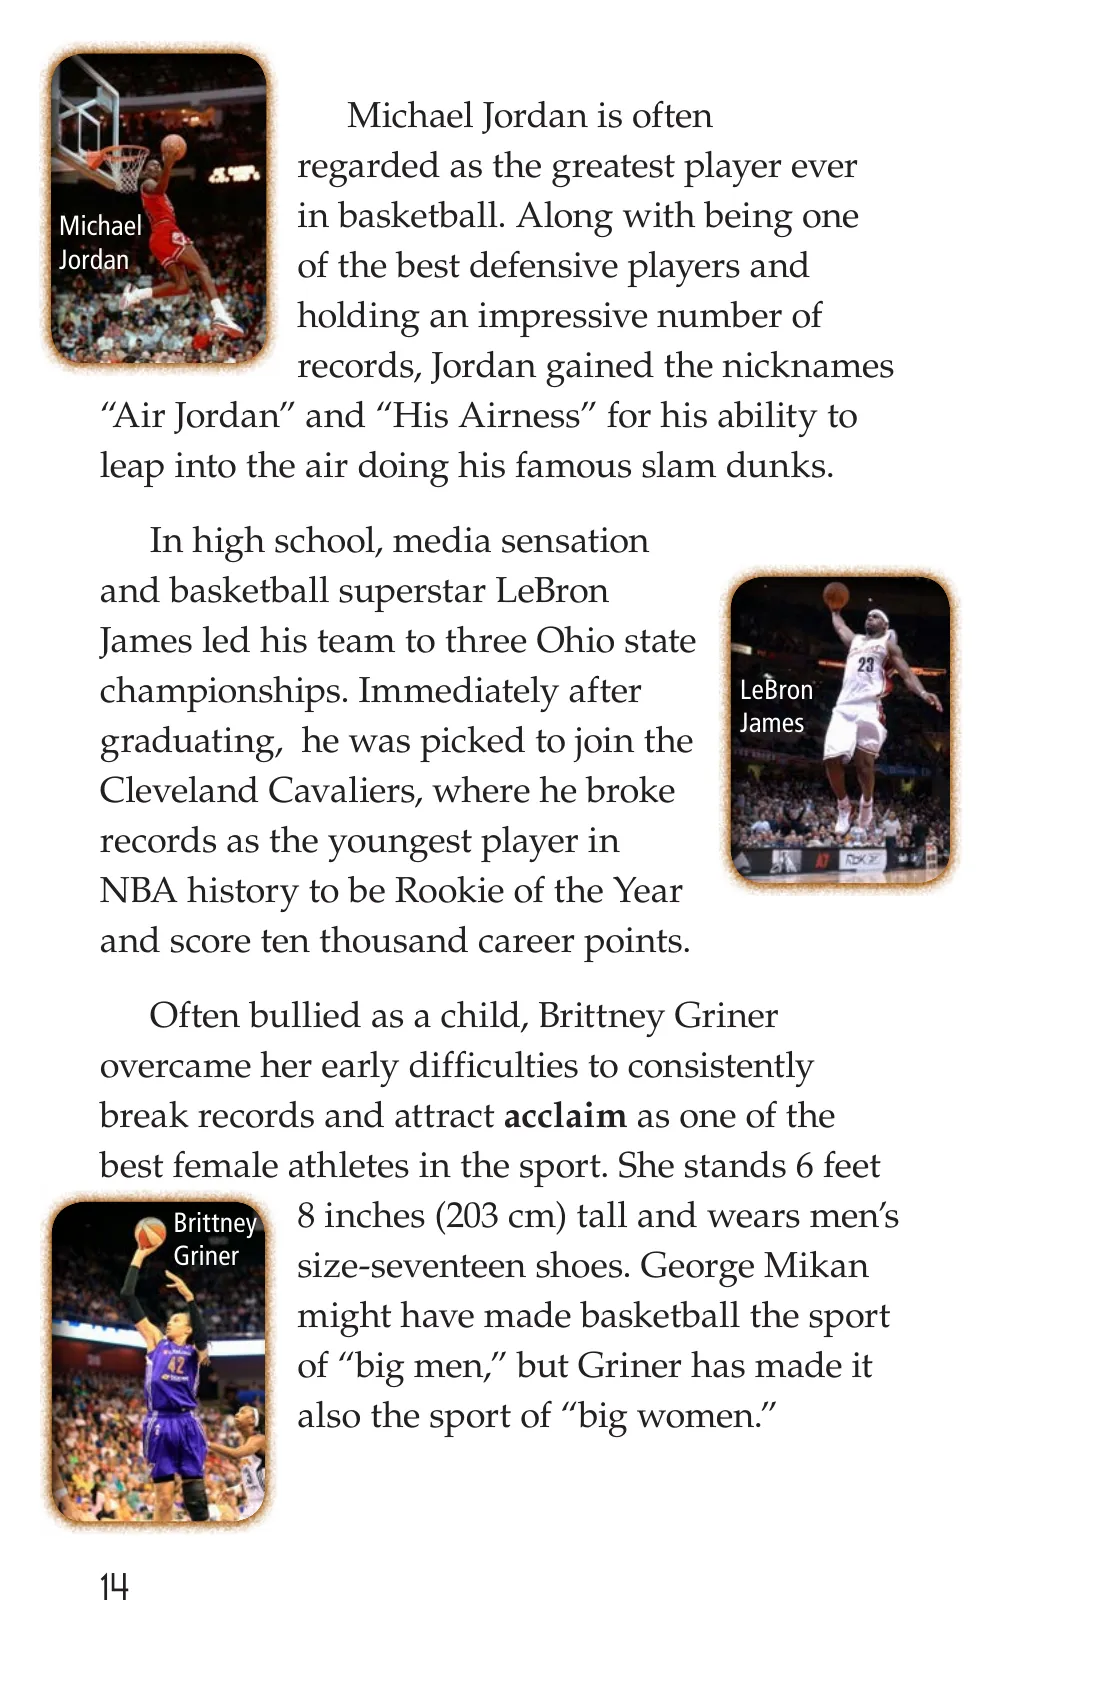 Michael
Jordan
Michael Jordan is often
regarded as the greatest player ever
in basketball. Along with being one
of the best defensive players and
holding an impressive number of
records, Jordan gained the nicknames
“Air Jordan” and “His Airness” for his ability to
leap into the air doing his famous slam dunks.
In high school, media sensation
and basketball superstar LeBron
James led his team to three Ohio state
championships. Immediately after
graduating,  he was picked to join the
Cleveland Cavaliers, where he broke
records as the youngest player in
NBA history to be Rookie of the Year
and score ten thousand career points.
23
LeBron
James
Often bullied as a child, Brittney Griner
overcame her early difficulties to consistently
break records and attract acclaim as one of the
best female athletes in the sport. She stands 6 feet
8 inches (203 cm) tall and wears men’s
size-seventeen shoes. George Mikan
might have made basketball the sport
of “big men,” but Griner has made it
also the sport of “big women.”
Brittney
Griner
42
14